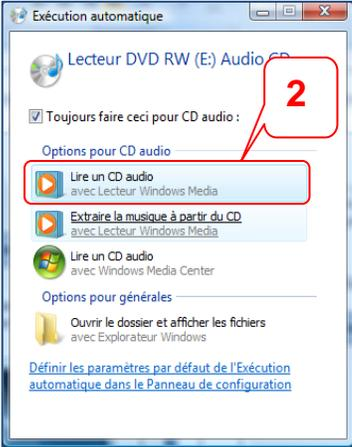 Exécution automatique
Lecteur DVD RW (E:) Audio CD
2
Toujours faire ceci pour CD audio :
Options pour CD audio
Lire un CD audio
avec Lecteur Windows Media
Extraire la musique à partir du CD
avec Lecteur Windows Media
Lire un CD audio
avec Windows Media Center
Options pour générales
Ouvrir le dossier et afficher les fichiers
avec Explorateur Windows
Définir les paramètres par défaut de l'Exécution
automatique dans le Panneau de configuration